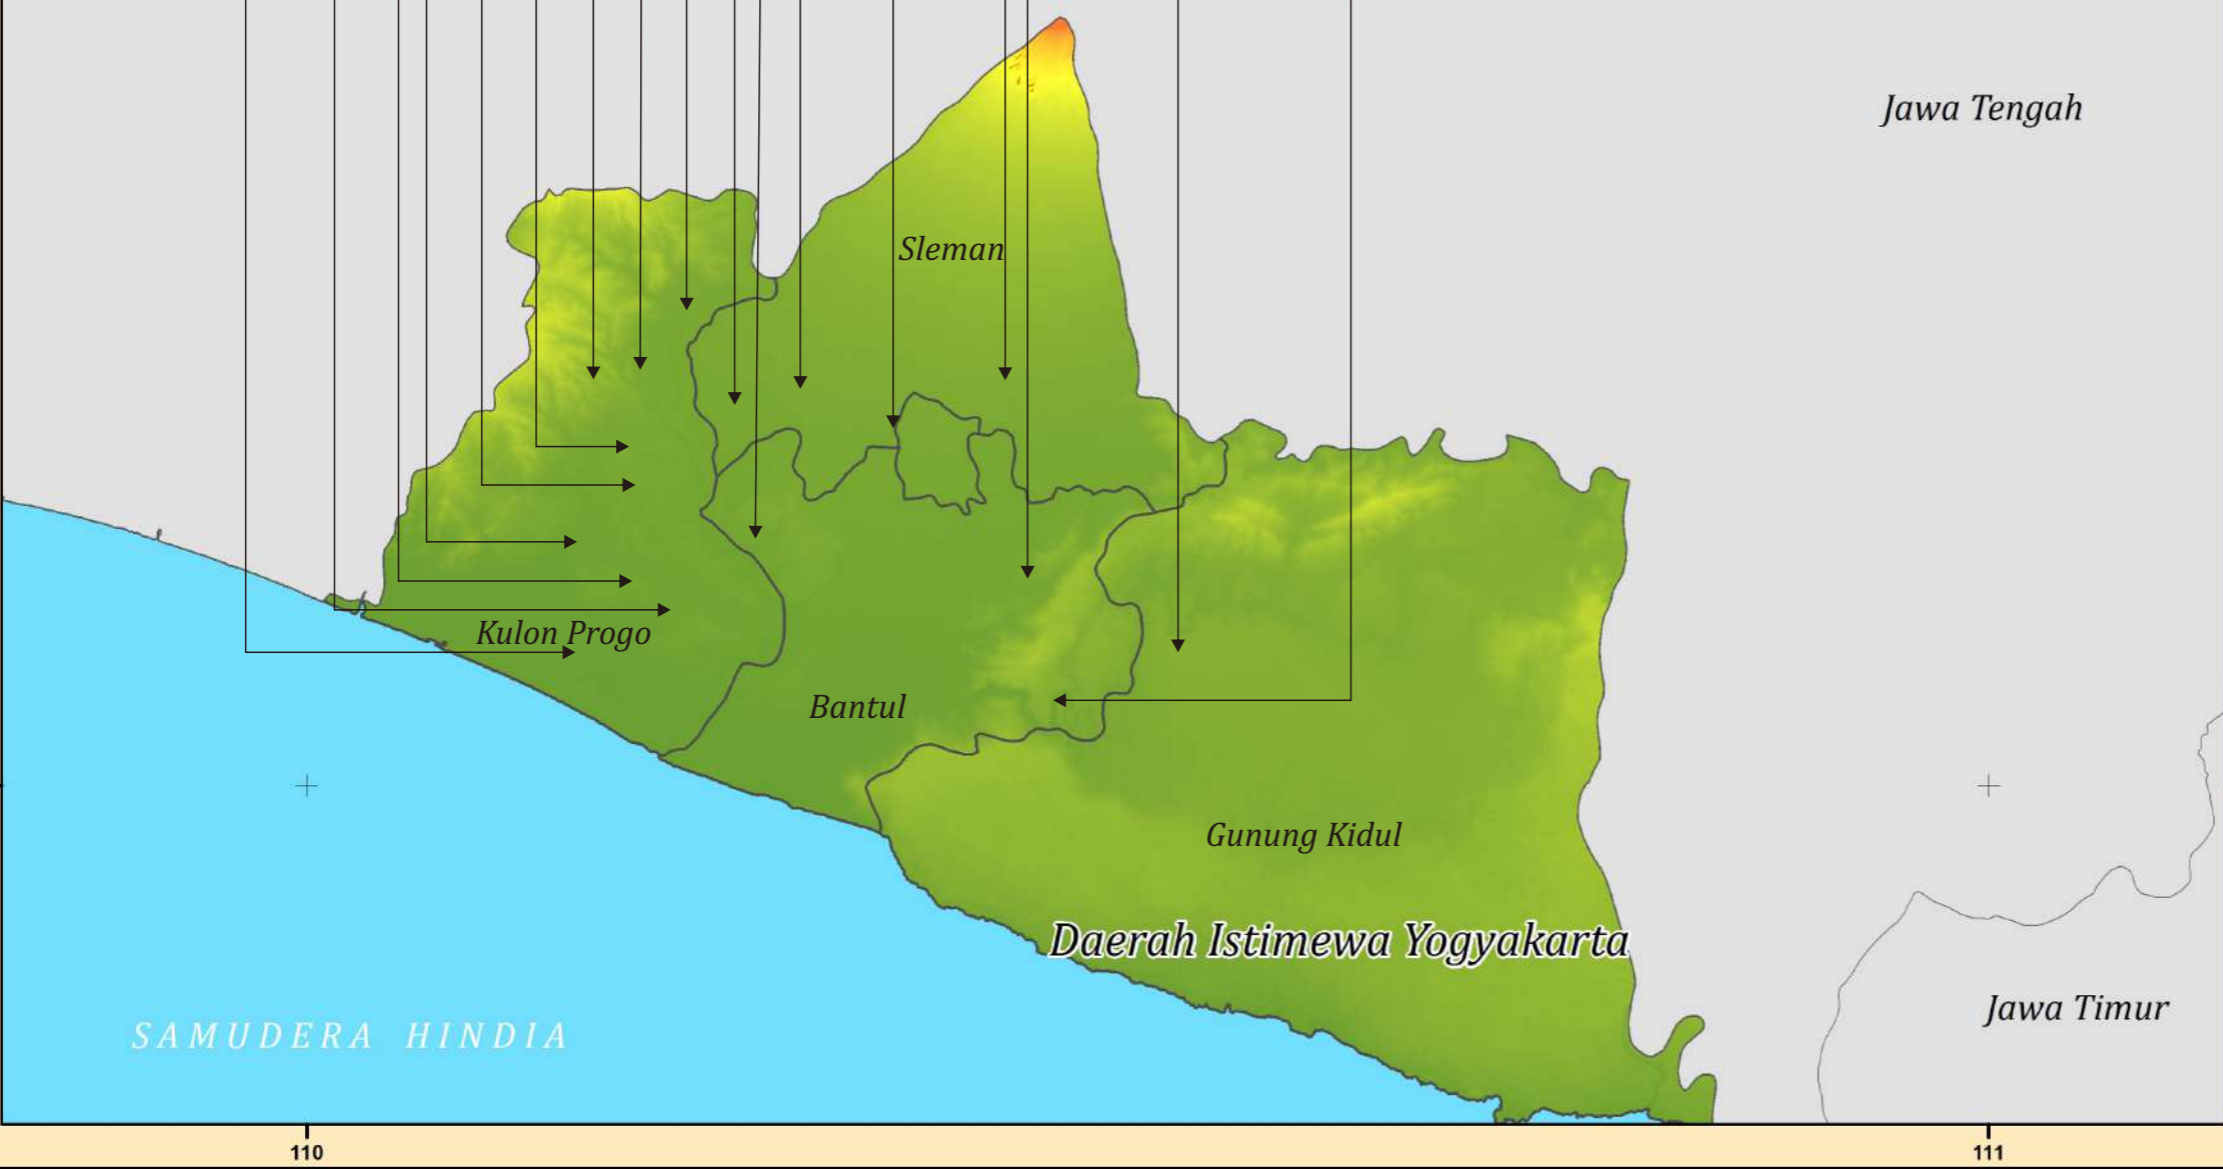 Jawa Tengah
Sleman
Kulon Progo
Bantul
Gunung Kidul
Daerah Istimewa Yogyakarta
Jawa Timur
SAMUDERA HINDIA
110
111